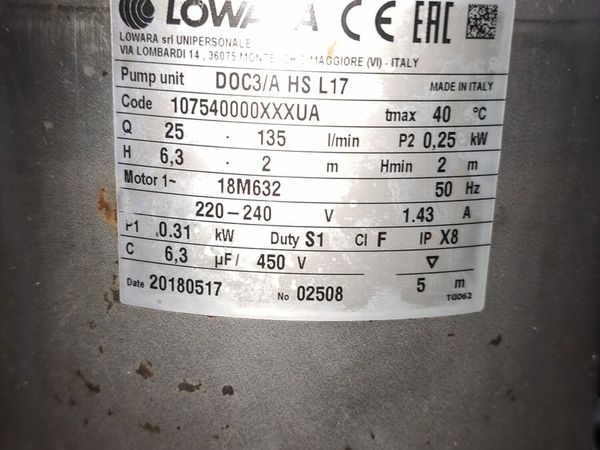 LOWARA CE EAC
LOWARA srl UNIPERSONALE
VIA LOMBARDI 14, 36075 MAGGIORE (VI) - ITALY
Pump unit DOC3/A HS L17 MADE IN ITALY
Code 107540000XXXUA tmax 40 °C
Q 25 - 135 l/min P2 0,25 kW
H 6,3 - 2 m Hmin 2 m
Motor 1~ 18M632 50 Hz
220-240 V 1.43 A
P1 0.31 kW Duty S1 Cl F IP X8
C 6,3 µF/ 450 V
Date 20180517 No 02508 5 m
TG062